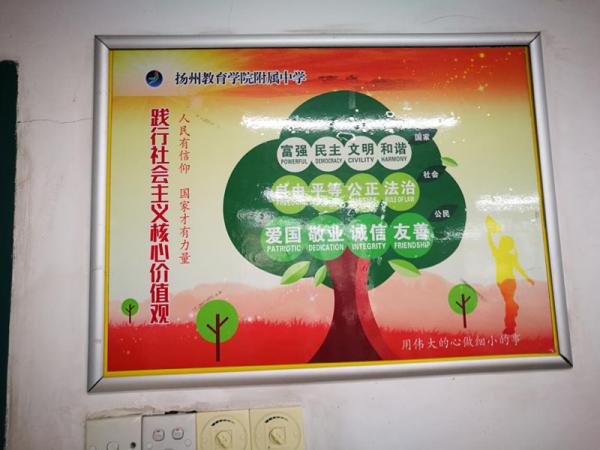 扬州教育学院附属中学
践行社会主义核心价值观
人民有信仰 国家才有力量
国家
富强 民主 文明 和谐
POWERFUL DEMOCRACY CIVILITY HARMONY
社会
自由 平等 公正 法治
RULE OF LAW
公民
爱国 敬业 诚信 友善
PATRIOTIC DEDICATION INTEGRITY FRIENDSHIP
用伟大的心做细小的事